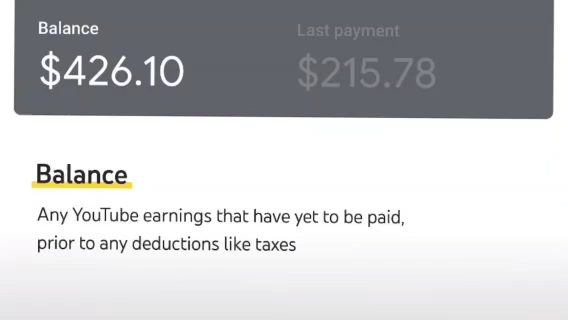 Balance
Last payment
$426.10
$215.78
Balance
Any YouTube earnings that have yet to be paid,
prior to any deductions like taxes